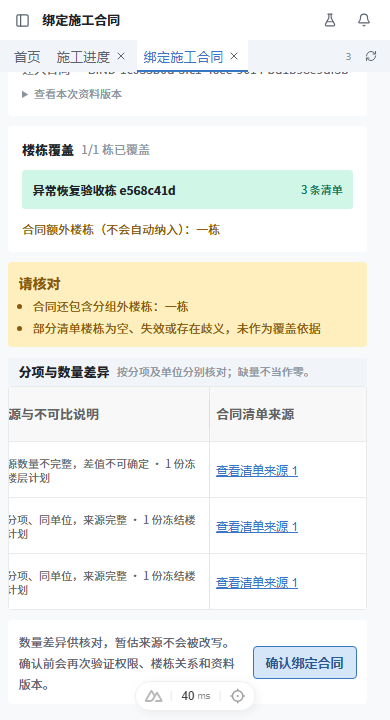 绑定施工合同
首页 施工进度 × 绑定施工合同 × 3
▶ 查看本次资料版本
楼栋覆盖 1/1 栋已覆盖
异常恢复验收栋 e568c41d 3 条清单
合同额外楼栋（不会自动纳入）：一栋
请核对
• 合同还包含分组外楼栋：一栋
• 部分清单楼栋为空、失效或存在歧义，未作为覆盖依据
分项与数量差异 按分项及单位分别核对；缺量不当作零。
源与不可比说明 合同清单来源
源数量不完整，差值不可确定 · 1 份冻
楼层计划
查看清单来源 1
分项、同单位，来源完整 · 1 份冻结楼
计划
查看清单来源 1
分项、同单位，来源完整 · 1 份冻结楼
计划
查看清单来源 1
数量差异供核对，暂估来源不会被改写。
确认前会再次验证权限、楼栋关系和资料
版本。
确认绑定合同
40 ms